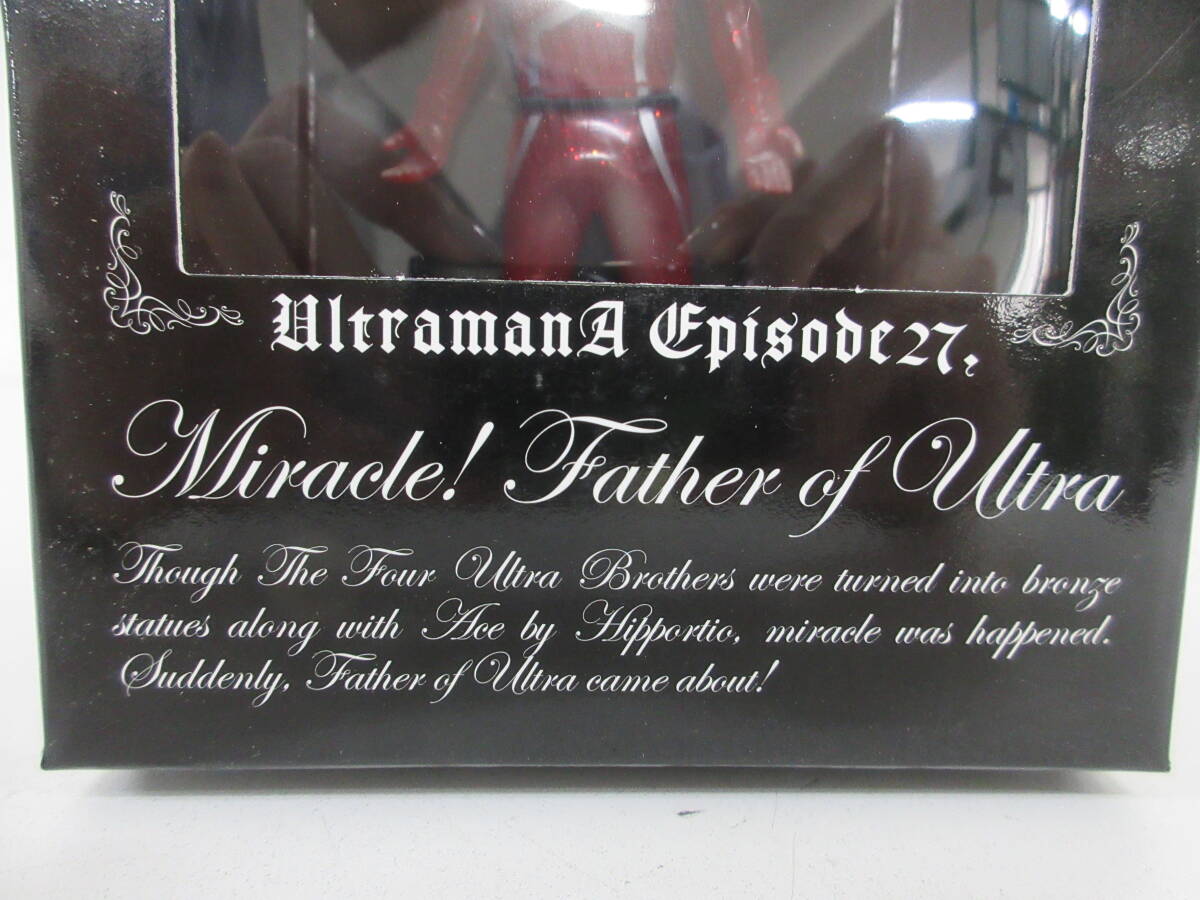 UltramanA Episode27.
Miracle! Father of Ultra
Though The Four Ultra Brothers were turned into bronze
statues along with Ace by Hipportio, miracle was happened.
Suddenly, Father of Ultra came about!